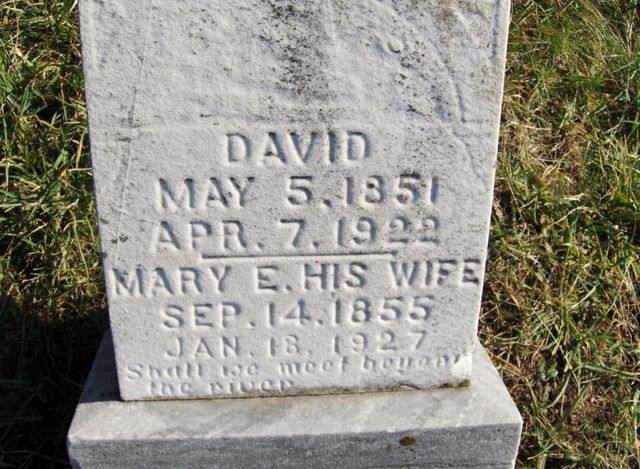 DAVID
MAY 5.1851
APR. 7.1922
MARY E. HIS WIFE
SEP. 14.1855
JAN. 18, 1927
Shall we meet beyond
the river